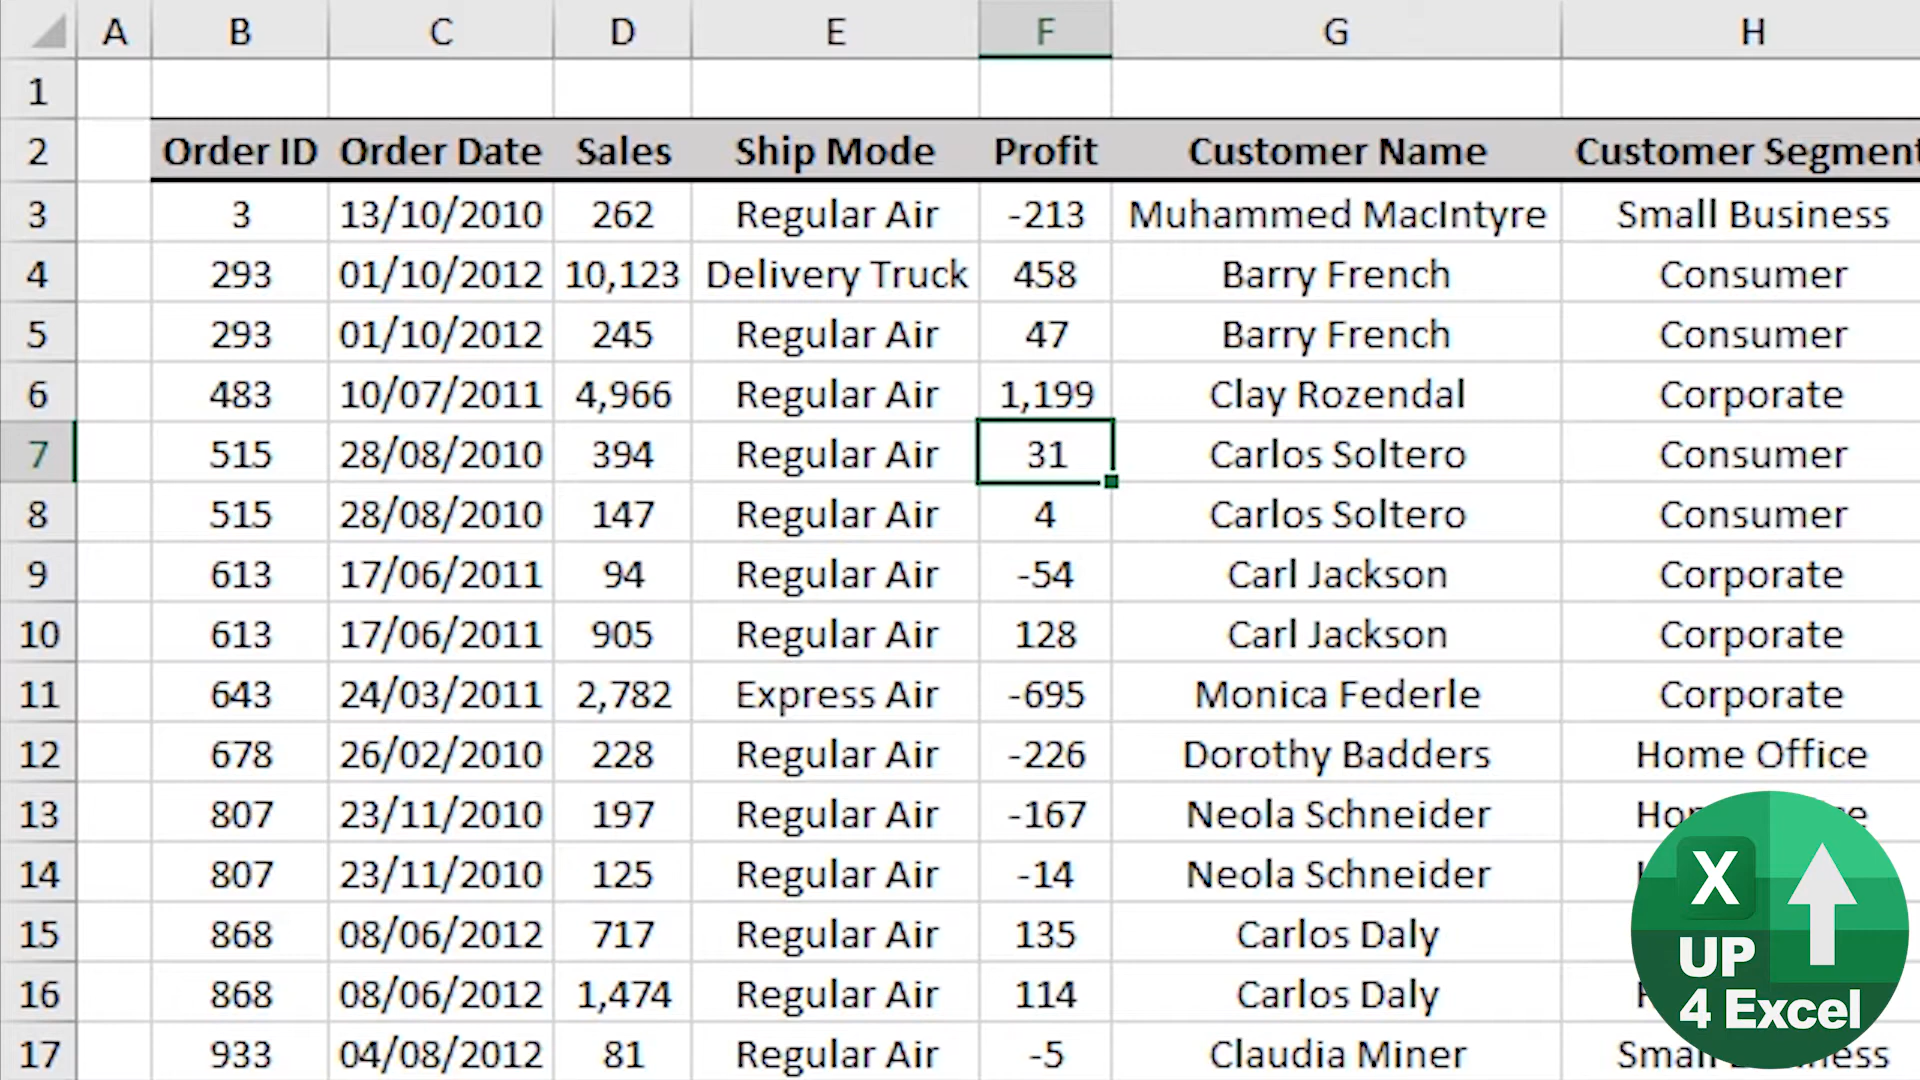 A B C D E F G H
1
2 Order ID Order Date Sales Ship Mode Profit Customer Name Customer Segment
3 3 13/10/2010 262 Regular Air -213 Muhammed MacIntyre Small Business
4 293 01/10/2012 10,123 Delivery Truck 458 Barry French Consumer
5 293 01/10/2012 245 Regular Air 47 Barry French Consumer
6 483 10/07/2011 4,966 Regular Air 1,199 Clay Rozendal Corporate
7 515 28/08/2010 394 Regular Air 31 Carlos Soltero Consumer
8 515 28/08/2010 147 Regular Air 4 Carlos Soltero Consumer
9 613 17/06/2011 94 Regular Air -54 Carl Jackson Corporate
10 613 17/06/2011 905 Regular Air 128 Carl Jackson Corporate
11 643 24/03/2011 2,782 Express Air -695 Monica Federle Corporate
12 678 26/02/2010 228 Regular Air -226 Dorothy Badders Home Office
13 807 23/11/2010 197 Regular Air -167 Neola Schneider
14 807 23/11/2010 125 Regular Air -14 Neola Schneider
15 868 08/06/2012 717 Regular Air 135 Carlos Daly
16 868 08/06/2012 1,474 Regular Air 114 Carlos Daly
17 933 04/08/2012 81 Regular Air -5 Claudia Miner
X
UP
4 Excel